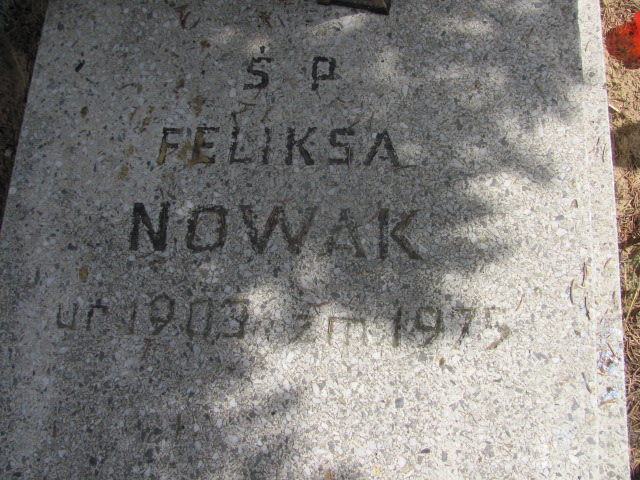 Ś P
FELIKSA
NOWAK
ur 1903 zm 1975